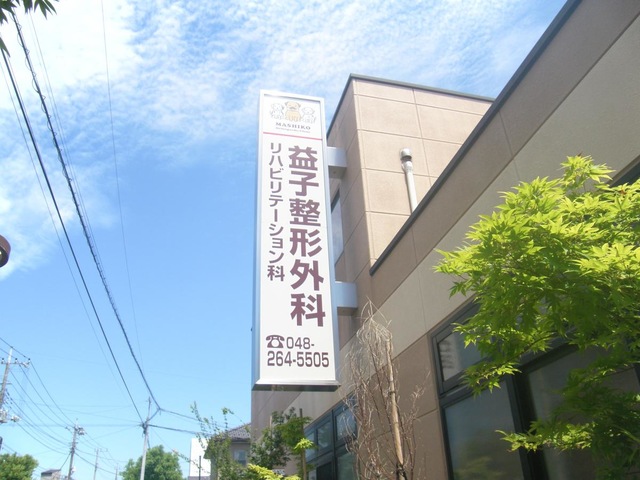 MASHIKO
益子整形外科
リハビリテーション科
☎048-
264-5505